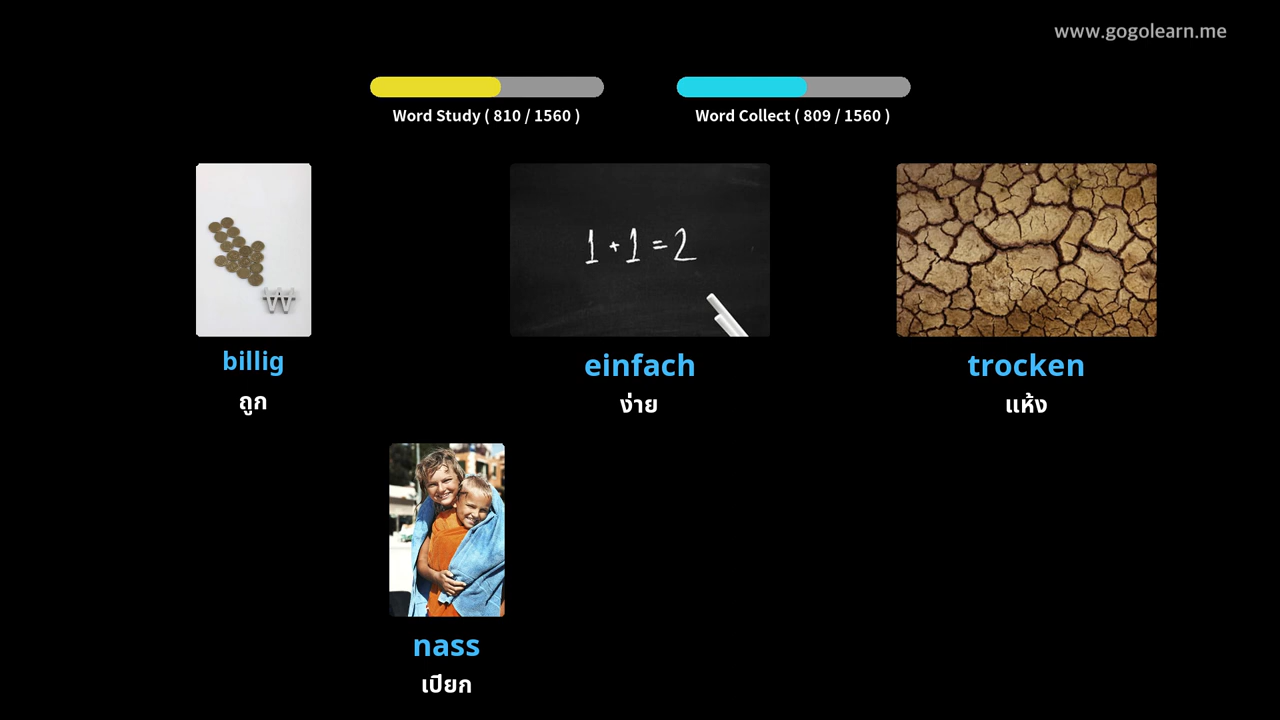 www.gogolearn.me
Word Study ( 810 / 1560 )
Word Collect ( 809 / 1560 )
1 + 1 = 2
₩
billig
ถูก
einfach
ง่าย
trocken
แห้ง
nass
เปียก